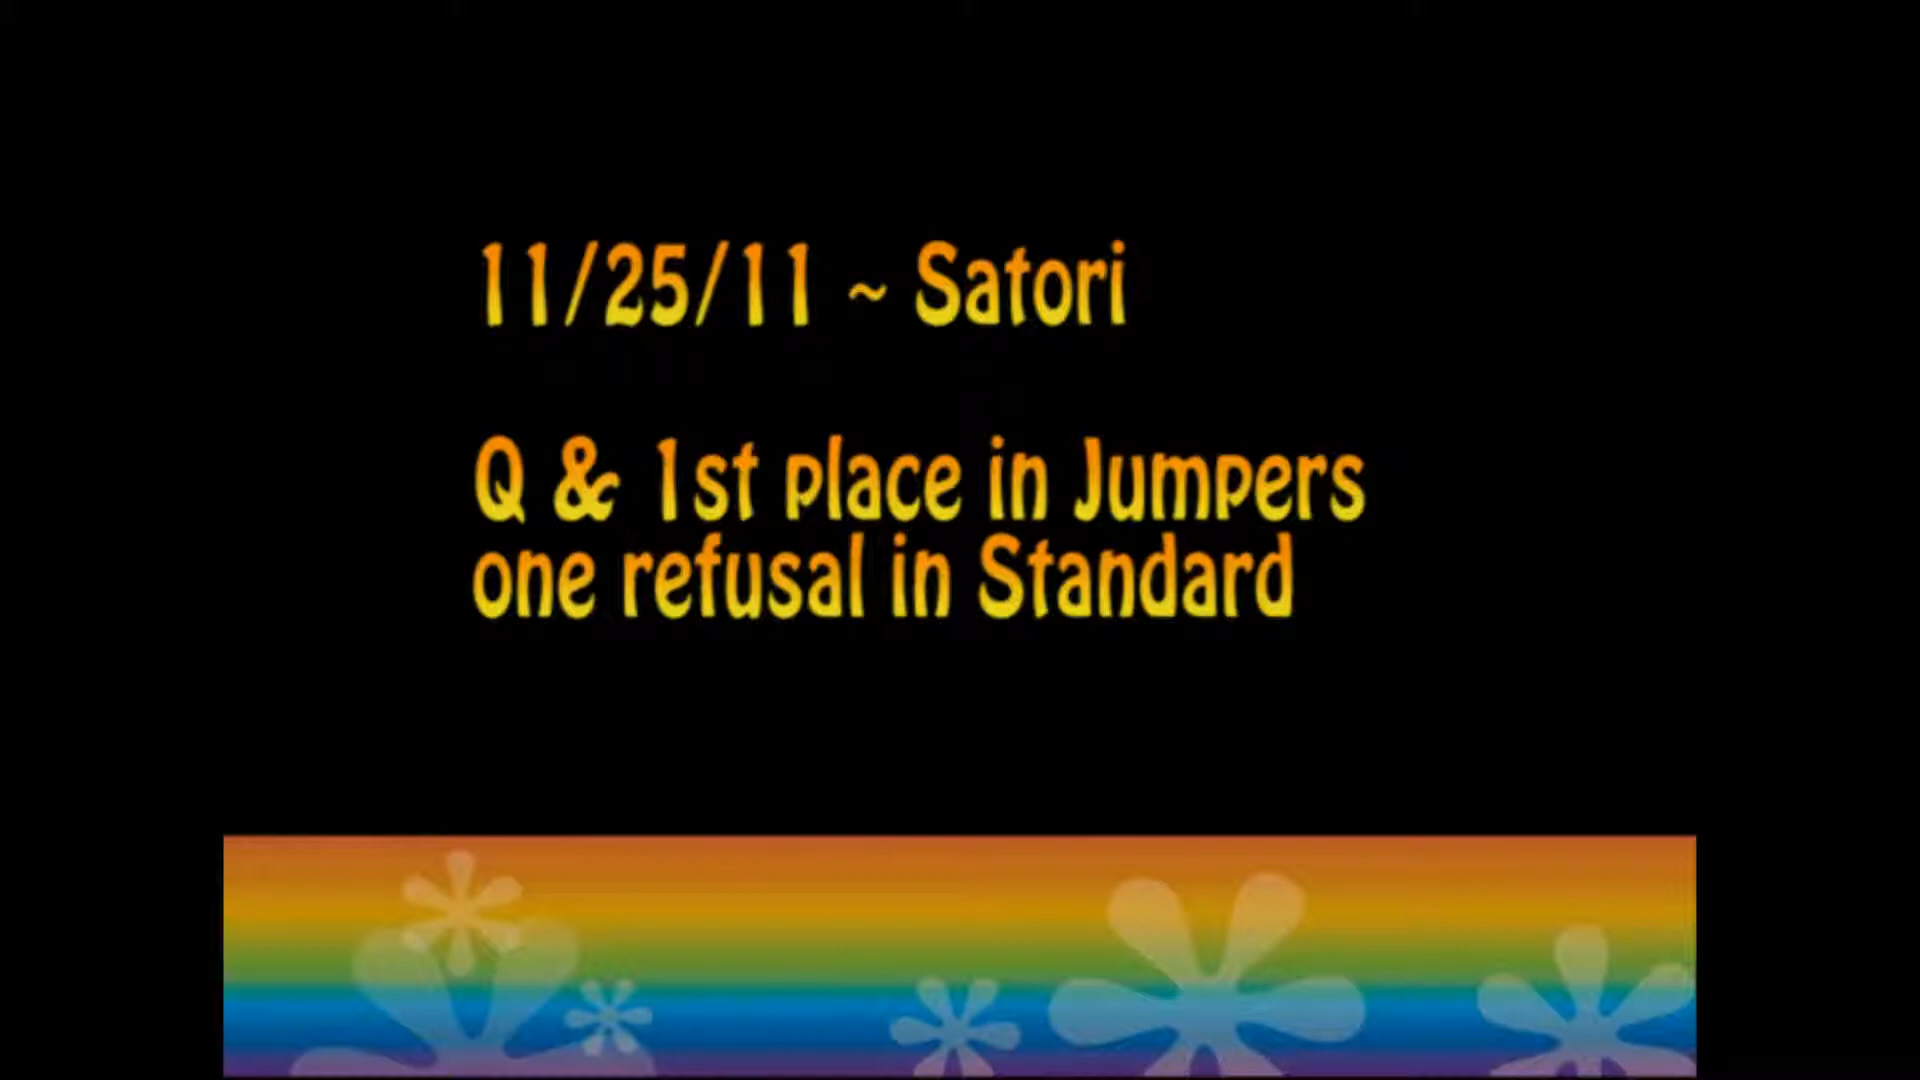 11/25/11 ~ Satori
Q & 1st place in Jumpers
one refusal in Standard